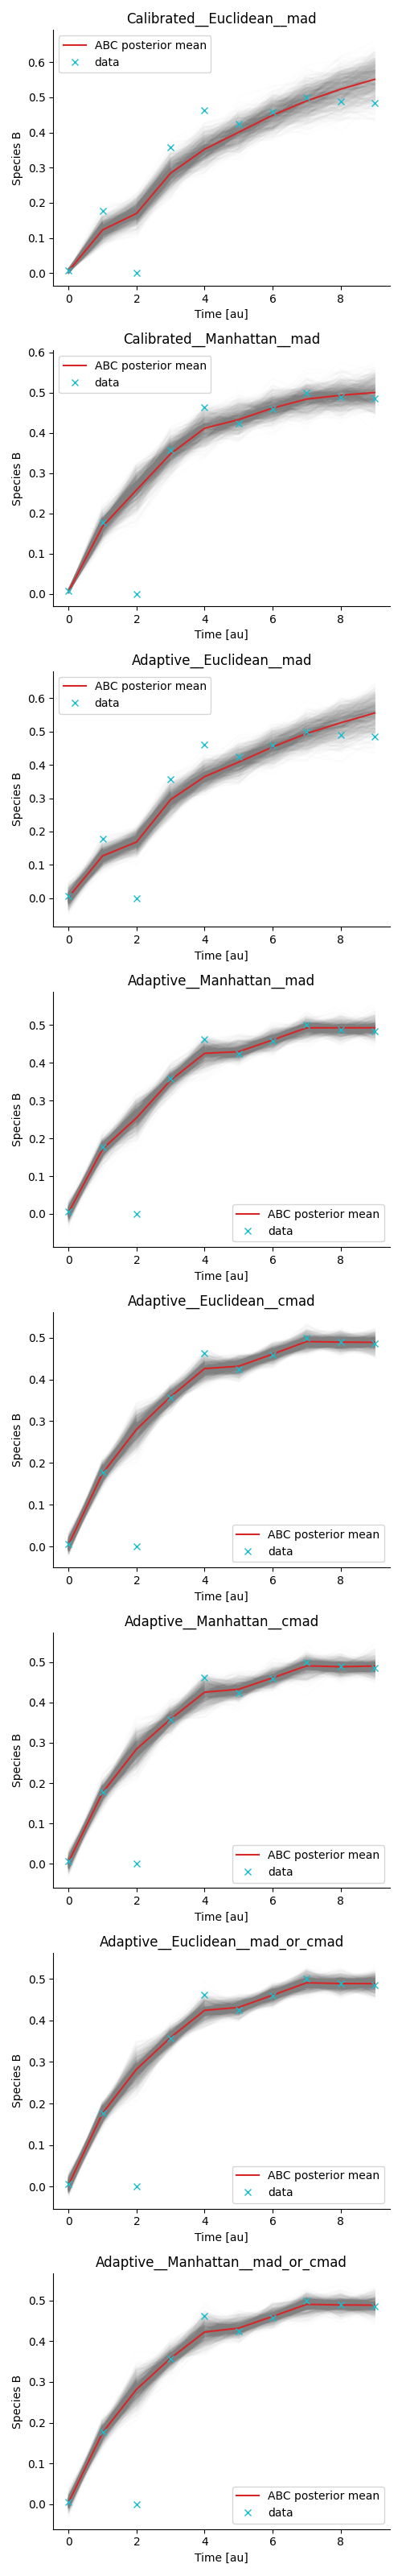 Calibrated__Euclidean__mad
ABC posterior mean
data
0.6
0.5
0.4
0.3
0.2
0.1
0.0
Species B
0 2 4 6 8
Time [au]
Calibrated__Manhattan__mad
ABC posterior mean
data
0.6
0.5
0.4
0.3
0.2
0.1
0.0
Species B
0 2 4 6 8
Time [au]
Adaptive__Euclidean__mad
ABC posterior mean
data
0.6
0.5
0.4
0.3
0.2
0.1
0.0
Species B
0 2 4 6 8
Time [au]
Adaptive__Manhattan__mad
0.5
0.4
0.3
0.2
0.1
0.0
Species B
ABC posterior mean
data
0 2 4 6 8
Time [au]
Adaptive__Euclidean__cmad
0.5
0.4
0.3
0.2
0.1
0.0
Species B
ABC posterior mean
data
0 2 4 6 8
Time [au]
Adaptive__Manhattan__cmad
0.5
0.4
0.3
0.2
0.1
0.0
Species B
ABC posterior mean
data
0 2 4 6 8
Time [au]
Adaptive__Euclidean__mad_or_cmad
0.5
0.4
0.3
0.2
0.1
0.0
Species B
ABC posterior mean
data
0 2 4 6 8
Time [au]
Adaptive__Manhattan__mad_or_cmad
0.5
0.4
0.3
0.2
0.1
0.0
Species B
ABC posterior mean
data
0 2 4 6 8
Time [au]